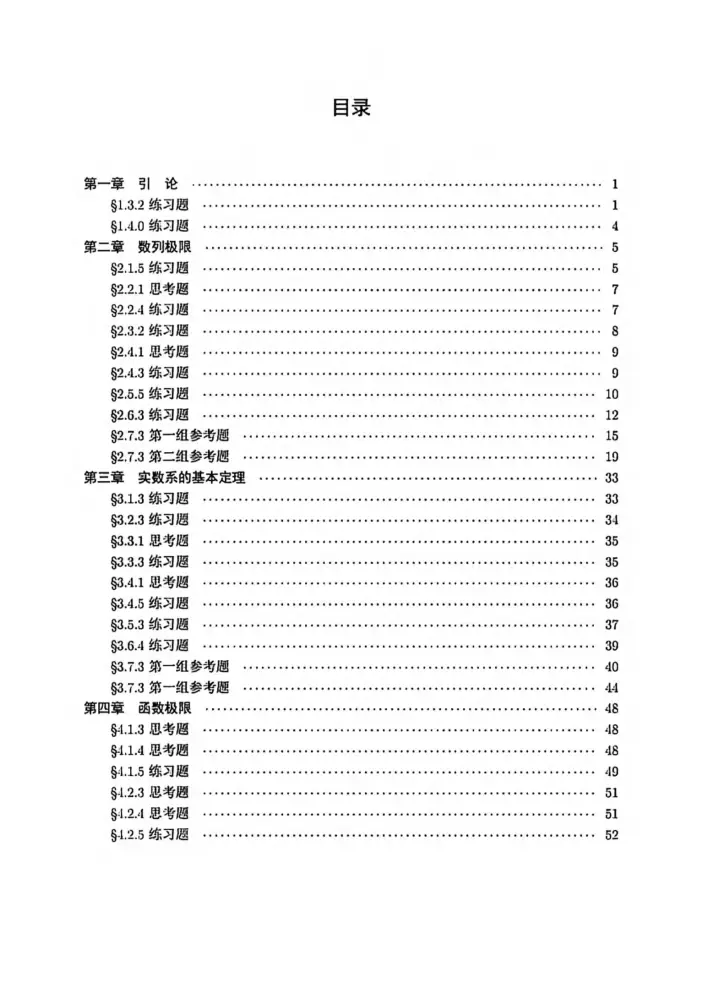 目录
第一章 引 论 ………… 1
§1.3.2 练习题 ………… 1
§1.4.0 练习题 ………… 4
第二章 数列极限 ………… 5
§2.1.5 练习题 ………… 5
§2.2.1 思考题 ………… 7
§2.2.4 练习题 ………… 7
§2.3.2 练习题 ………… 8
§2.4.1 思考题 ………… 9
§2.4.3 练习题 ………… 9
§2.5.5 练习题 ………… 10
§2.6.3 练习题 ………… 12
§2.7.3 第一组参考题 ………… 15
§2.7.3 第二组参考题 ………… 19
第三章 实数系的基本定理 ………… 33
§3.1.3 练习题 ………… 33
§3.2.3 练习题 ………… 34
§3.3.1 思考题 ………… 35
§3.3.3 练习题 ………… 35
§3.4.1 思考题 ………… 36
§3.4.5 练习题 ………… 36
§3.5.3 练习题 ………… 37
§3.6.4 练习题 ………… 39
§3.7.3 第一组参考题 ………… 40
§3.7.3 第一组参考题 ………… 44
第四章 函数极限 ………… 48
§4.1.3 思考题 ………… 48
§4.1.4 思考题 ………… 48
§4.1.5 练习题 ………… 49
§4.2.3 思考题 ………… 51
§4.2.4 思考题 ………… 51
§4.2.5 练习题 ………… 52